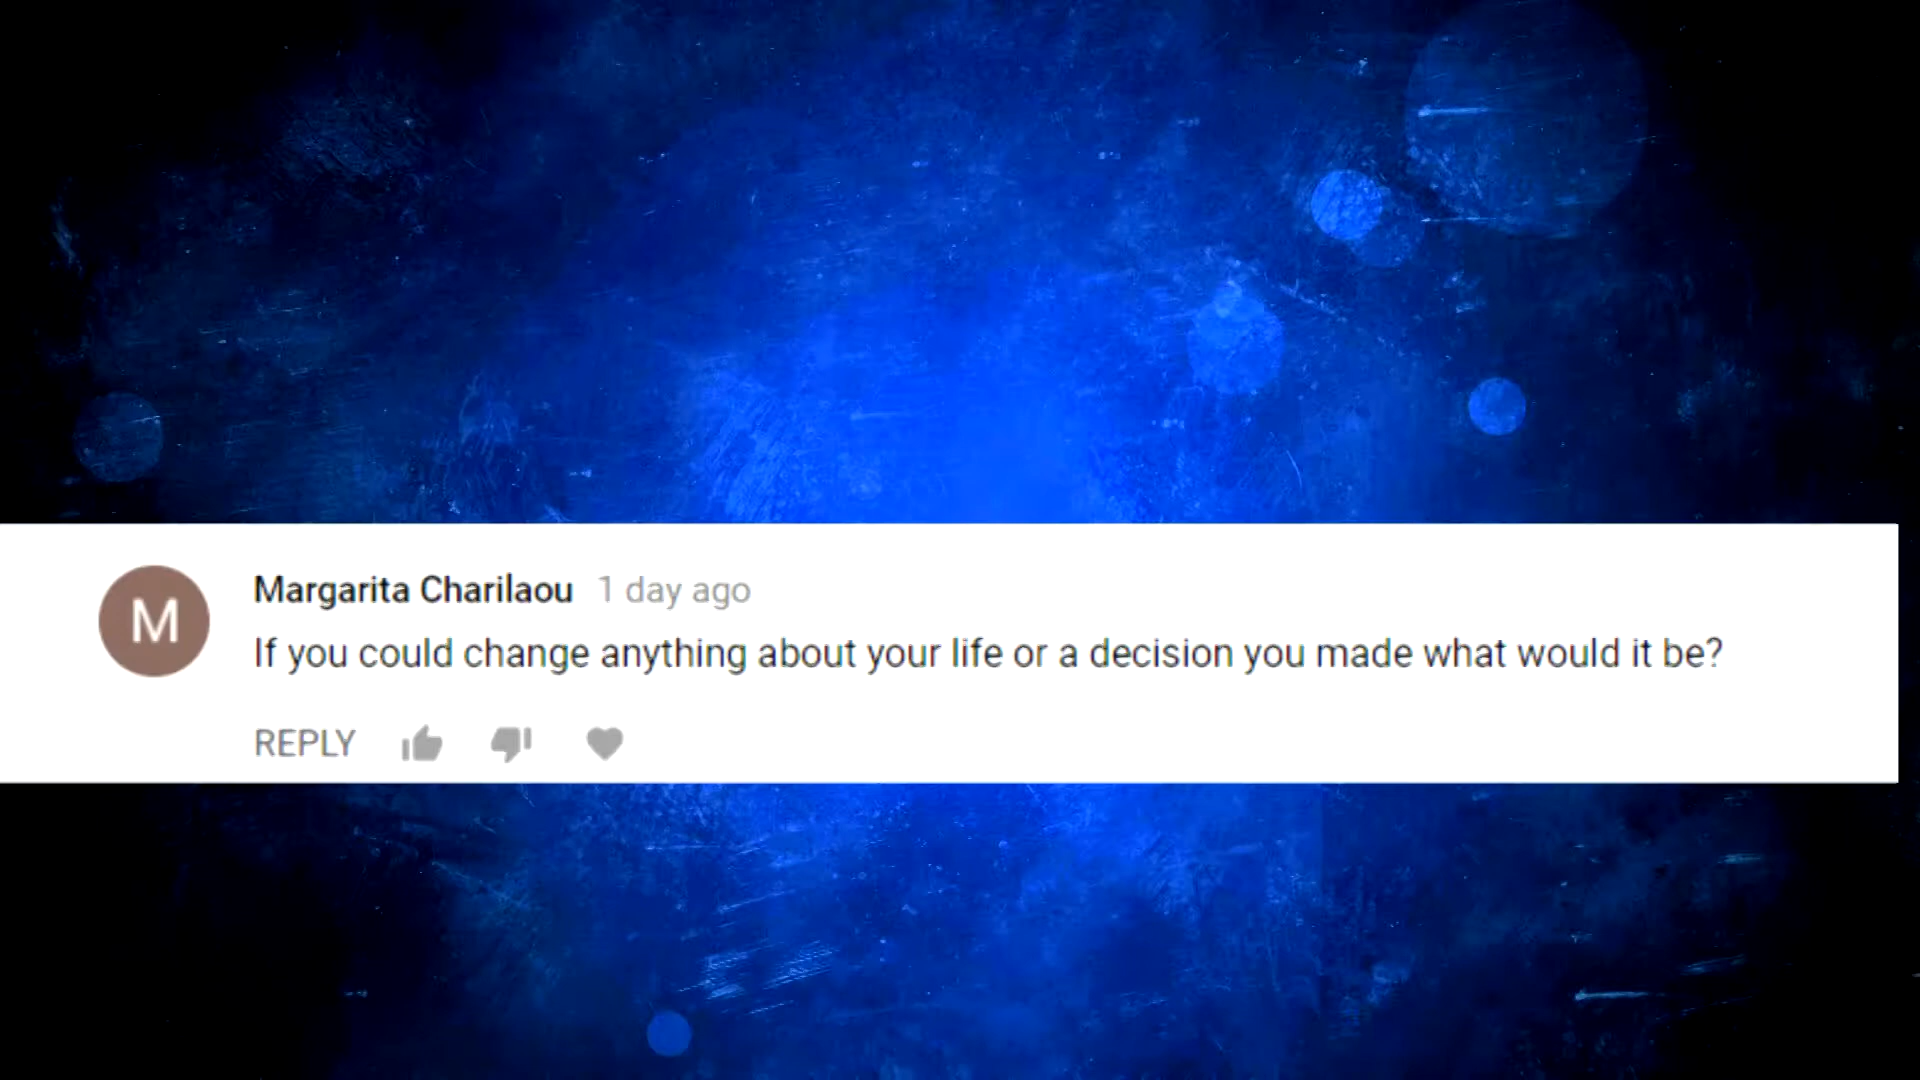 M
Margarita Charilaou 1 day ago
If you could change anything about your life or a decision you made what would it be?
REPLY